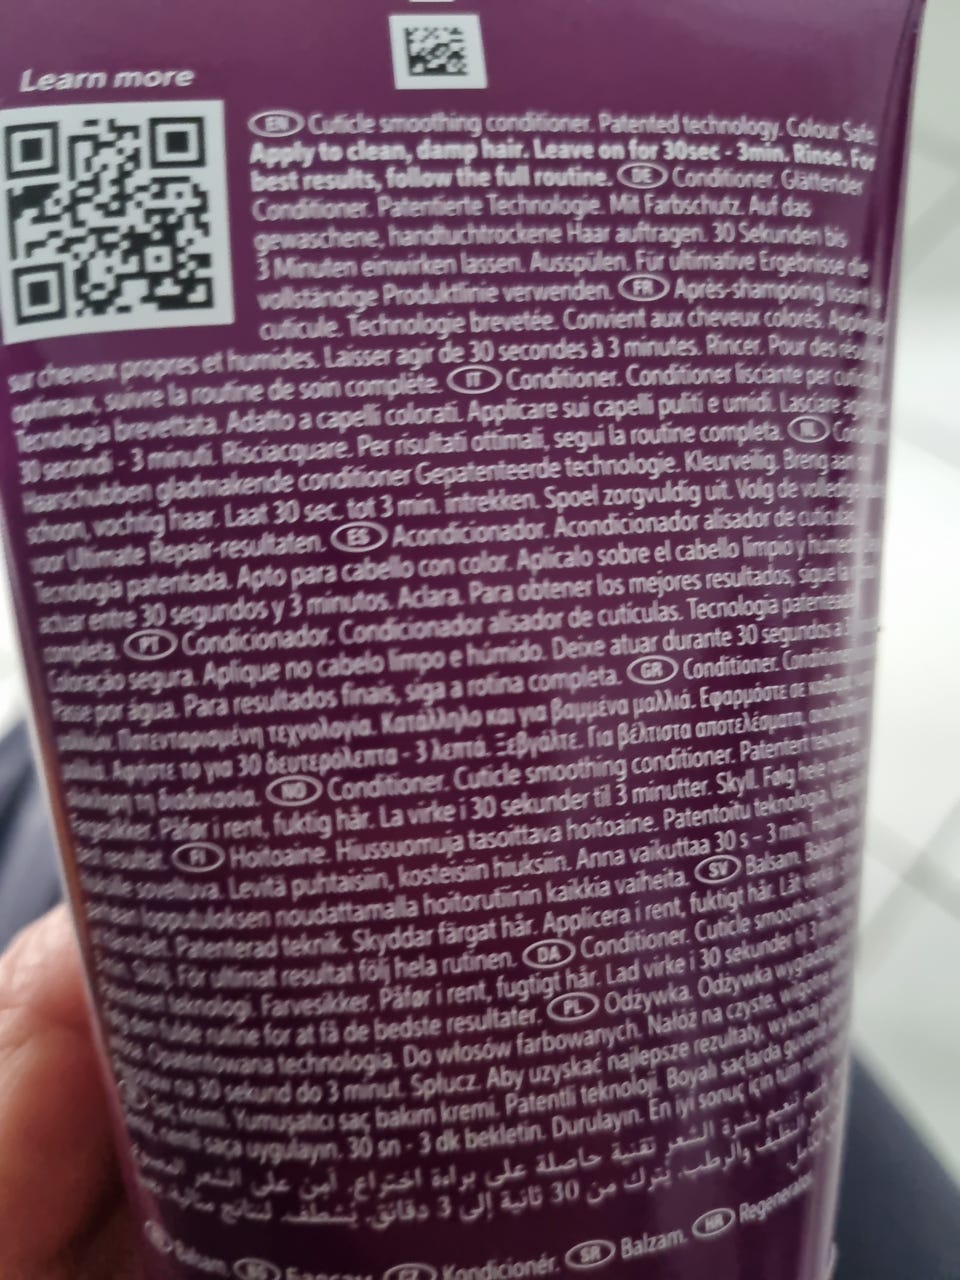 Learn more
EN Cuticle smoothing conditioner. Patented technology. Colour Safe.
Apply to clean, damp hair. Leave on for 30sec - 3min. Rinse. For
best results, follow the full routine. DE Conditioner. Glättender
Conditioner. Patentierte Technologie. Mit Farbschutz. Auf das
gewaschene, handtuchtrockene Haar auftragen. 30 Sekunden bis
3 Minuten einwirken lassen. Ausspülen. Für ultimative Ergebnisse die
vollständige Produktlinie verwenden. FR Après-shampoing lissant
cuticule. Technologie brevetée. Convient aux cheveux colorés.
sur cheveux propres et humides. Laisser agir de 30 secondes à 3 minutes. Rincer. Pour des
optimaux, suivre la routine de soin complète. IT Conditioner. Conditioner lisciante per
Tecnologia brevettata. Adatto a capelli colorati. Applicare sui capelli puliti e umidi. Lasciare
30 secondi - 3 minuti. Risciacquare. Per risultati ottimali, segui la routine completa. NL
Haarschubben gladmakende conditioner Gepatenteerde technologie. Kleurveilig. Breng
schoon, vochtig haar. Laat 30 sec. tot 3 min. intrekken. Spoel zorgvuldig uit. Volg de
voor Ultimate Repair-resultaten. ES Acondicionador. Acondicionador alisador de
Tecnología patentada. Apto para cabello con color. Aplícalo sobre el cabello limpio y
actuar entre 30 segundos y 3 minutos. Aclara. Para obtener los mejores resultados, sigue la
completa. PT Condicionador. Condicionador alisador de cutículas. Tecnologia
Coloração segura. Aplique no cabelo limpo e húmido. Deixe atuar durante 30 segundos a 3
Passe por água. Para resultados finais, siga a rotina completa. GR Conditioner.
Πατενταρισμένη τεχνολογία. Κατάλληλο και για βαμμένα μαλλιά. Εφαρμόστε σε
Αφήστε το για 30 δευτερόλεπτα - 3 λεπτά. Ξεβγάλτε. Για βέλτιστα αποτελέσματα,
τη διαδικασία. NO Conditioner. Cuticle smoothing conditioner. Patentert
Fargesikker. Påfør i rent, fuktig hår. La virke i 30 sekunder til 3 minutter. Skyll. Følg hele
resultat. FI Hoitoaine. Hiussuomuja tasoittava hoitoaine. Patentoitu teknologia.
soveltuva. Levitä puhtaisiin, kosteisiin hiuksiin. Anna vaikuttaa 30 s - 3 min.
lopputuloksen noudattamalla hoitorutiinin kaikkia vaiheita. SV Balsam.
Patenterad teknik. Skyddar färgat hår. Applicera i rent, fuktigt hår. Låt
Skölj. För ultimat resultat följ hela rutinen. DA Conditioner. Cuticle smoothing
teknologi. Farvesikker. Påfør i rent, fugtigt hår. Lad virke i 30 sekunder til 3
den fulde rutine for at få de bedste resultater. PL Odżywka. Odżywka
Opatentowana technologia. Do włosów farbowanych. Nałóż na czyste,
na 30 sekund do 3 minut. Spłucz. Aby uzyskać najlepsze rezultaty, wykonaj
Saç kremi. Yumuşatıcı saç bakım kremi. Patentli teknoloji. Boyalı saçlarda
nemli saça uygulayın. 30 sn - 3 dk bekletin. Durulayın. En iyi sonuç için tüm
تنعيم بشرة الشعر تقنية حاصلة على براءة اختراع. آمن على الشعر
النظيف والرطب. يُترك من 30 ثانية إلى 3 دقائق. يُشطف. لنتائج مثالية،
Balsam. BG CZ Kondicionér. SR Balzam. HR Regenerator